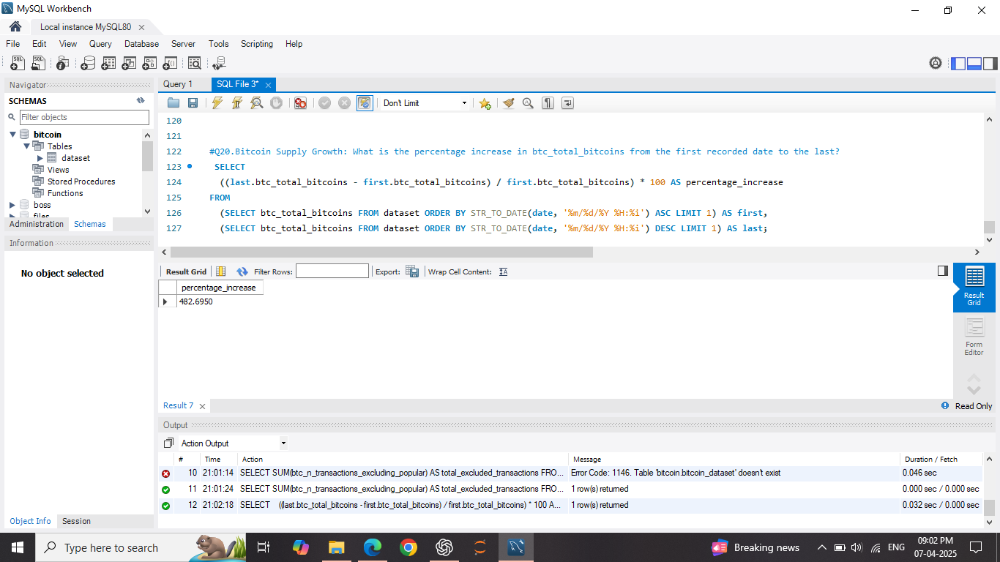 MySQL Workbench
Local instance MySQL80
File Edit View Query Database Server Tools Scripting Help
Navigator
SCHEMAS
Filter objects
bitcoin
Tables
dataset
Views
Stored Procedures
Functions
boss
files
Administration Schemas
Information
No object selected
Object Info Session
Query 1 SQL File 3*
Don't Limit
120
121
122 #Q20.Bitcoin Supply Growth: What is the percentage increase in btc_total_bitcoins from the first recorded date to the last?
123 SELECT
124 ((last.btc_total_bitcoins - first.btc_total_bitcoins) / first.btc_total_bitcoins) * 100 AS percentage_increase
125 FROM
126 (SELECT btc_total_bitcoins FROM dataset ORDER BY STR_TO_DATE(date, '%m/%d/%Y %H:%i') ASC LIMIT 1) AS first,
127 (SELECT btc_total_bitcoins FROM dataset ORDER BY STR_TO_DATE(date, '%m/%d/%Y %H:%i') DESC LIMIT 1) AS last;
Result Grid Filter Rows: Export: Wrap Cell Content:
percentage_increase
482.6950
Result Grid
Form Editor
Result 7
Read Only
Output
Action Output
# Time Action Message Duration / Fetch
10 21:01:14 SELECT SUM(btc_n_transactions_excluding_popular) AS total_excluded_transactions FRO... Error Code: 1146. Table 'bitcoin.bitcoin_dataset' doesn't exist 0.046 sec
11 21:01:24 SELECT SUM(btc_n_transactions_excluding_popular) AS total_excluded_transactions FRO... 1 row(s) returned 0.000 sec / 0.000 sec
12 21:02:18 SELECT ((last.btc_total_bitcoins - first.btc_total_bitcoins) / first.btc_total_bitcoins) * 100 A... 1 row(s) returned 0.032 sec / 0.000 sec
Type here to search
Breaking news
ENG
09:02 PM
07-04-2025